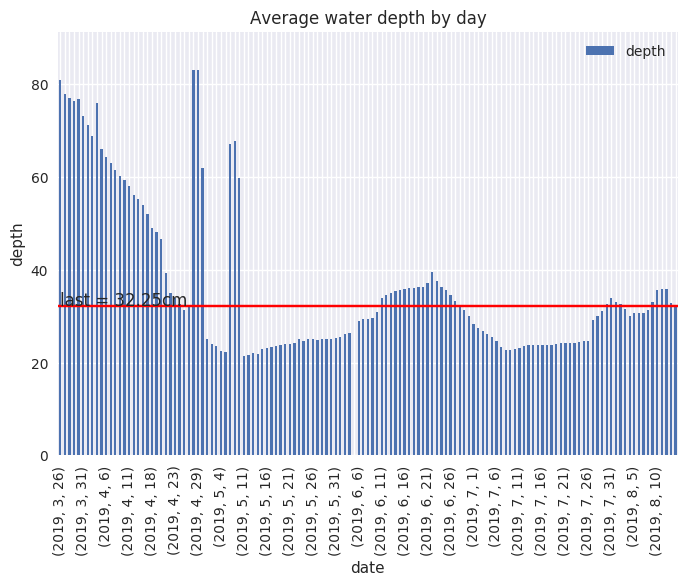 Average water depth by day
depth
80
60
40
20
0
depth
last = 32.25cm
(2019, 3, 26)
(2019, 3, 31)
(2019, 4, 6)
(2019, 4, 11)
(2019, 4, 18)
(2019, 4, 23)
(2019, 4, 29)
(2019, 5, 4)
(2019, 5, 11)
(2019, 5, 16)
(2019, 5, 21)
(2019, 5, 26)
(2019, 5, 31)
(2019, 6, 6)
(2019, 6, 11)
(2019, 6, 16)
(2019, 6, 21)
(2019, 6, 26)
(2019, 7, 1)
(2019, 7, 6)
(2019, 7, 11)
(2019, 7, 16)
(2019, 7, 21)
(2019, 7, 26)
(2019, 7, 31)
(2019, 8, 5)
(2019, 8, 10)
date